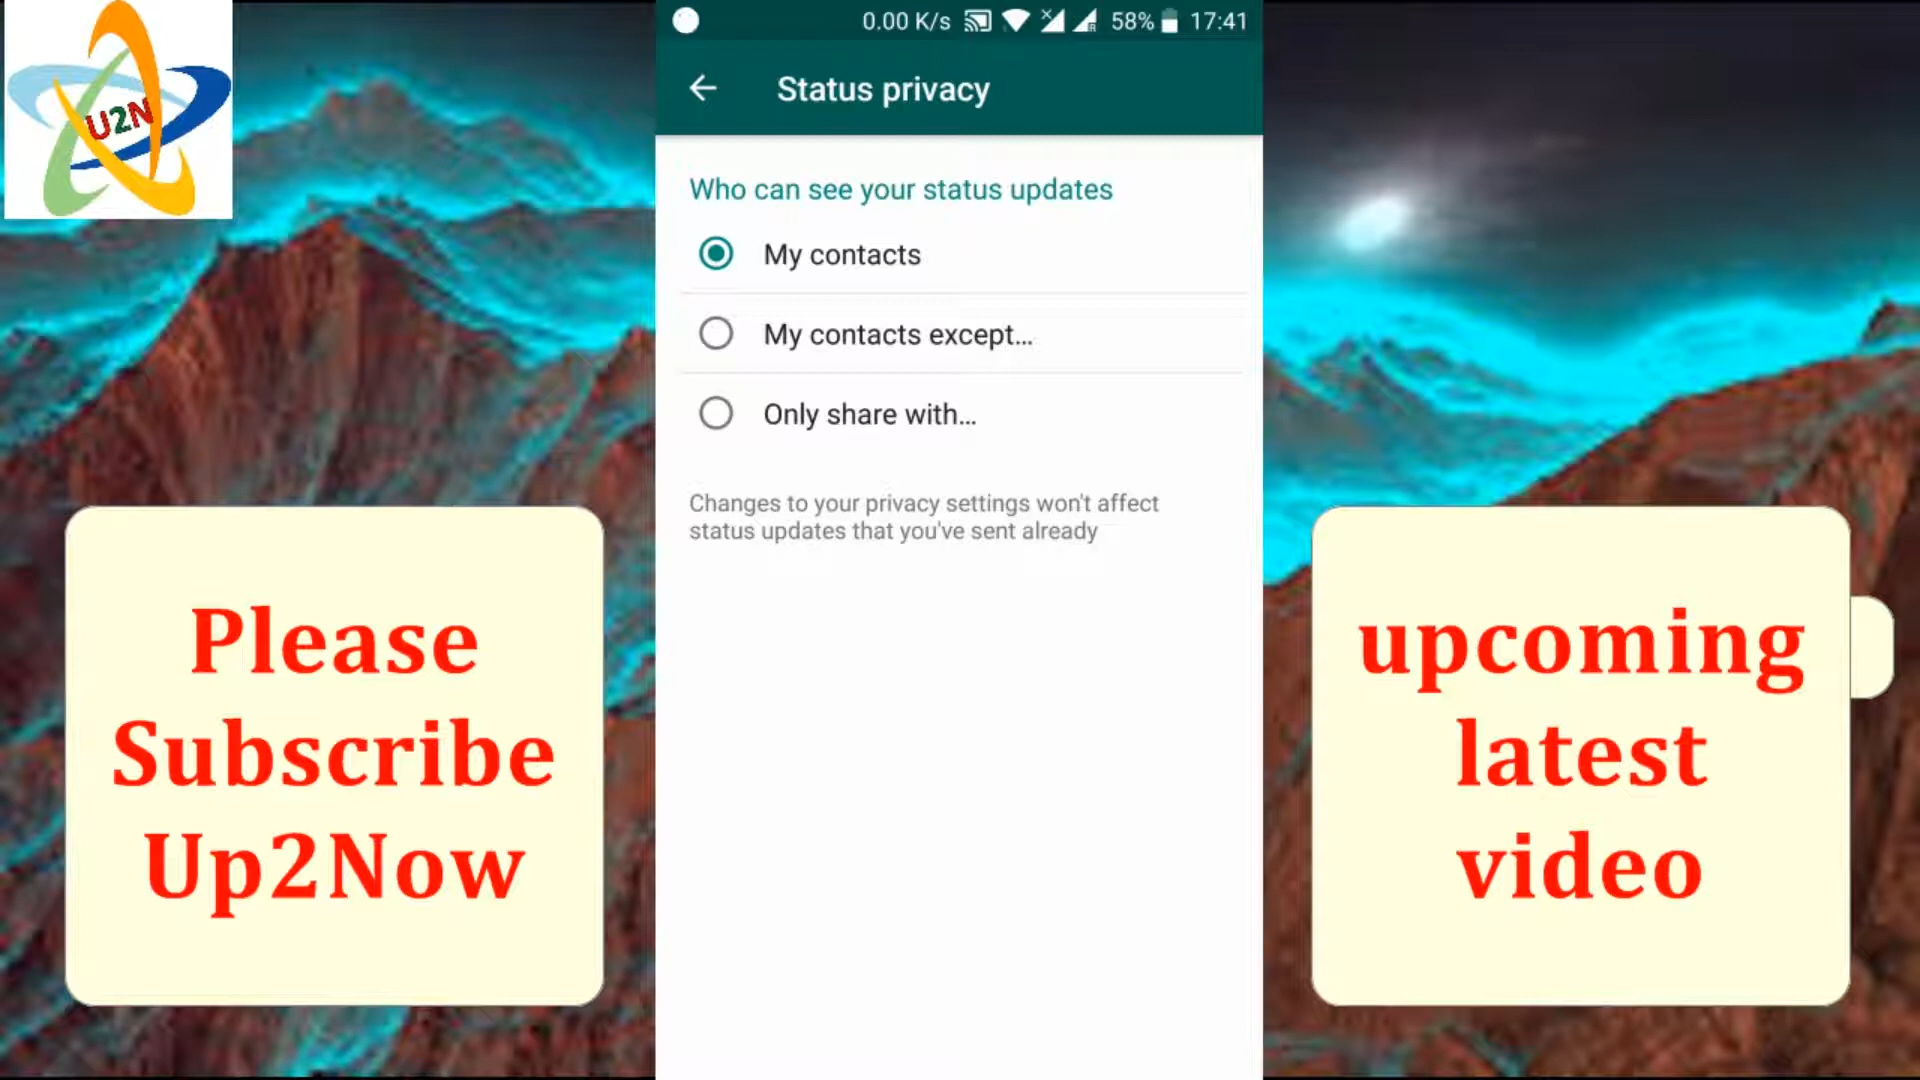 U2N
0.00 K/s 58% 17:41
Status privacy
Who can see your status updates
My contacts
My contacts except...
Only share with...
Changes to your privacy settings won't affect
status updates that you've sent already
Please
Subscribe
Up2Now
upcoming
latest
video